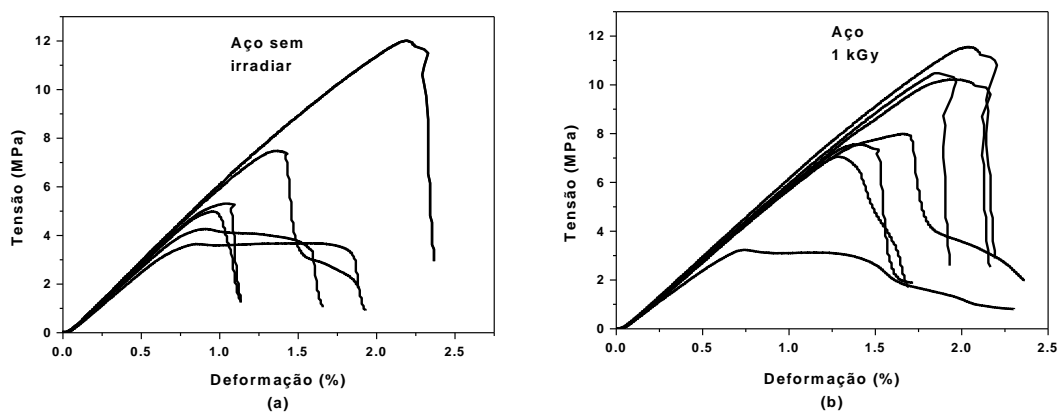 12
10
8
6
4
2
0
Tensão (MPa)
Aço sem
irradiar
0.0 0.5 1.0 1.5 2.0 2.5
Deformação (%)
(a)
12
10
8
6
4
2
0
Tensão (MPa)
Aço
1 kGy
0.0 0.5 1.0 1.5 2.0 2.5
Deformação (%)
(b)